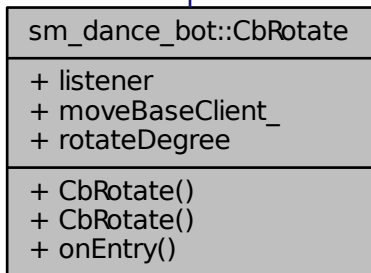 sm_dance_bot::CbRotate
+ listener
+ moveBaseClient_
+ rotateDegree
+ CbRotate()
+ CbRotate()
+ onEntry()